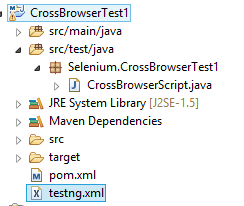 CrossBrowserTest1
src/main/java
src/test/java
Selenium.CrossBrowserTest1
CrossBrowserScript.java
JRE System Library [J2SE-1.5]
Maven Dependencies
src
target
pom.xml
testng.xml